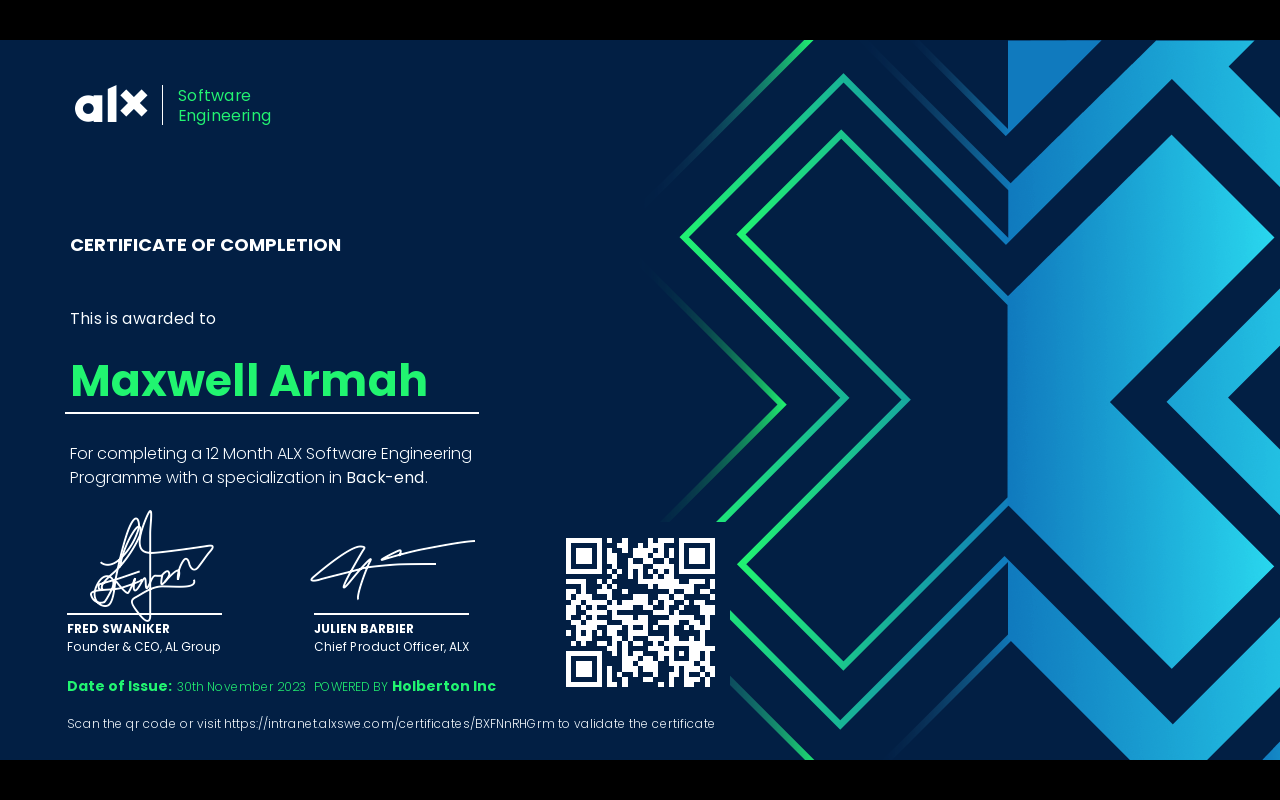 alx
Software
Engineering
CERTIFICATE OF COMPLETION
This is awarded to
Maxwell Armah
For completing a 12 Month ALX Software Engineering
Programme with a specialization in Back-end.
FRED SWANIKER
Founder & CEO, AL Group
JULIEN BARBIER
Chief Product Officer, ALX
Date of Issue: 30th November 2023 POWERED BY Holberton Inc
Scan the qr code or visit https://intranet.alxswe.com/certificates/BXFNnRHGrm to validate the certificate